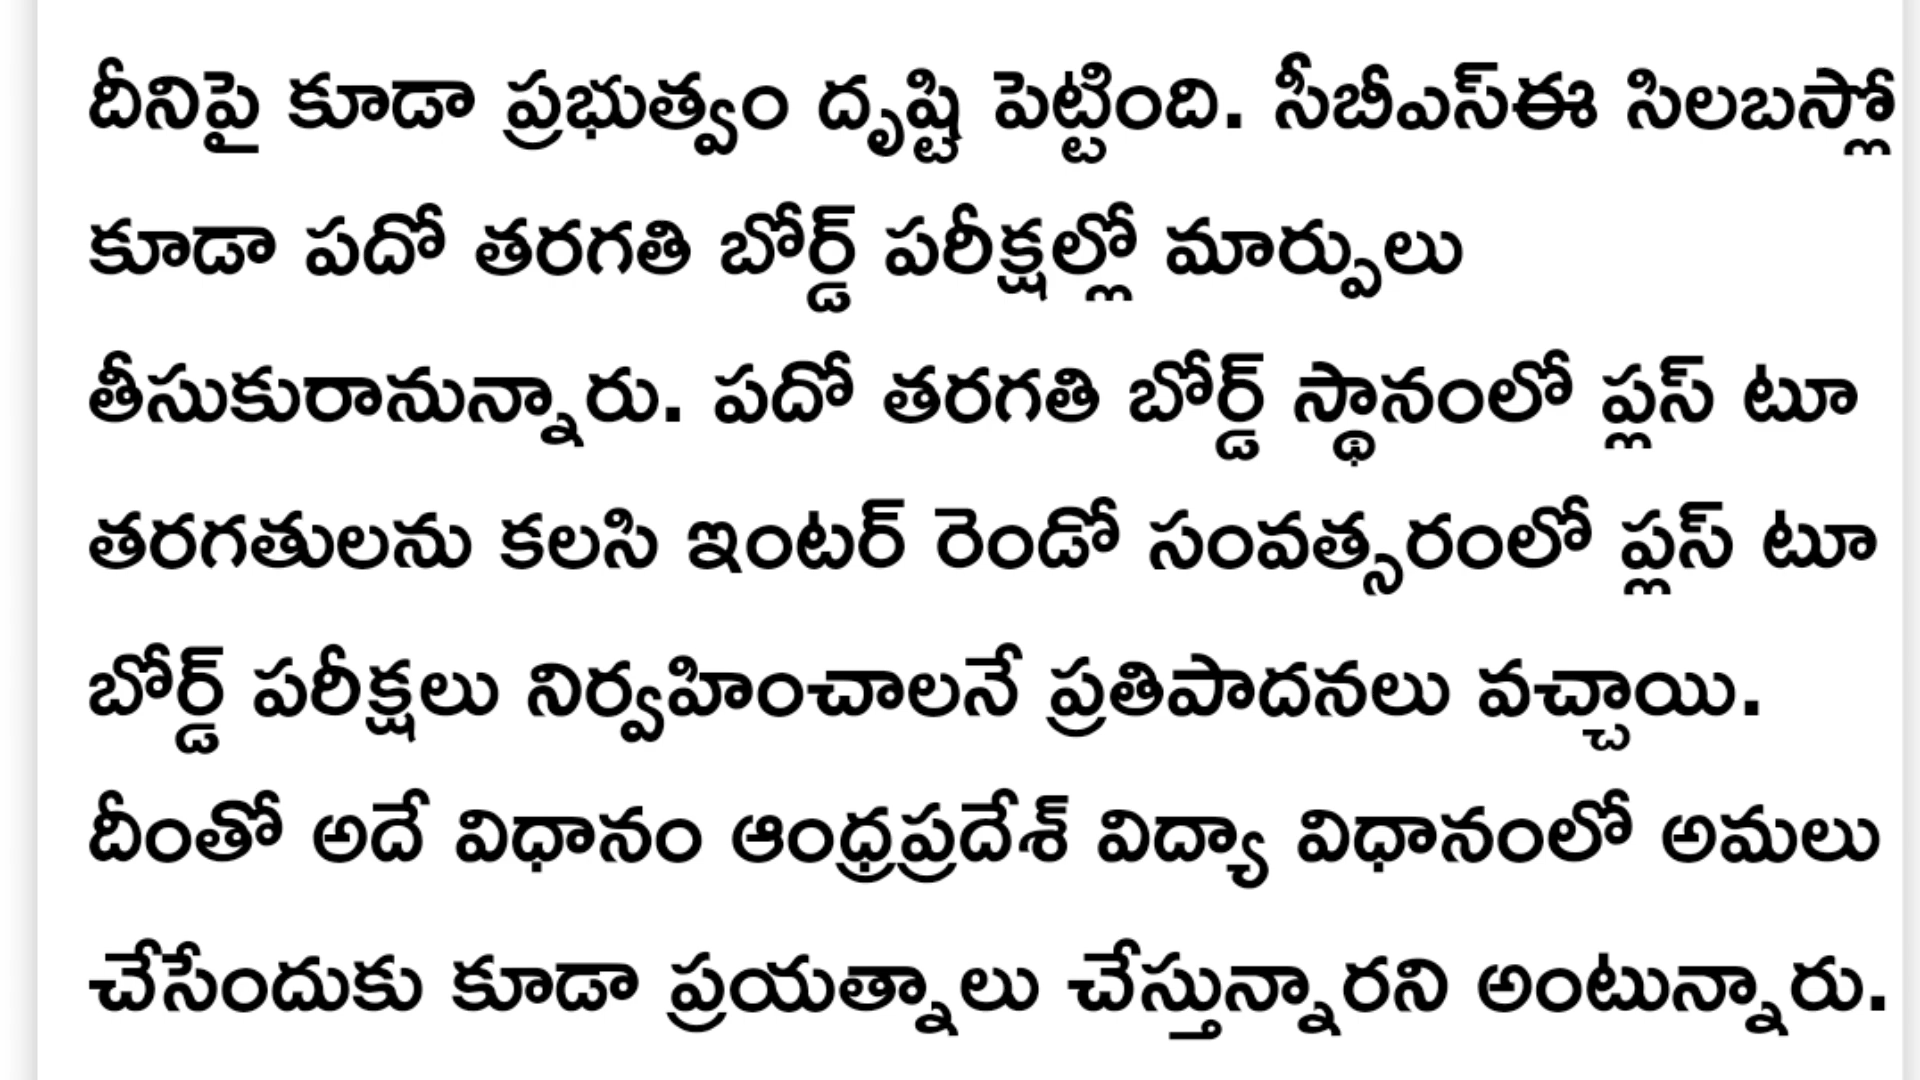 దీనిపై కూడా ప్రభుత్వం దృష్టి పెట్టింది. సీబీఎస్‌ఈ సిలబస్లో
కూడా పదో తరగతి బోర్డ్ పరీక్షల్లో మార్పులు
తీసుకురానున్నారు. పదో తరగతి బోర్డ్ స్థానంలో ప్లస్ టూ
తరగతులను కలసి ఇంటర్ రెండో సంవత్సరంలో ప్లస్ టూ
బోర్డ్ పరీక్షలు నిర్వహించాలనే ప్రతిపాదనలు వచ్చాయి.
దీంతో అదే విధానం ఆంధ్రప్రదేశ్ విద్యా విధానంలో అమలు
చేసేందుకు కూడా ప్రయత్నాలు చేస్తున్నారని అంటున్నారు.